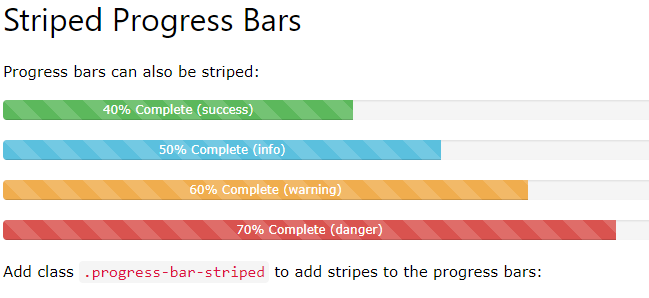 Striped Progress Bars
Progress bars can also be striped:
40% Complete (success)
50% Complete (info)
60% Complete (warning)
70% Complete (danger)
Add class .progress-bar-striped to add stripes to the progress bars: